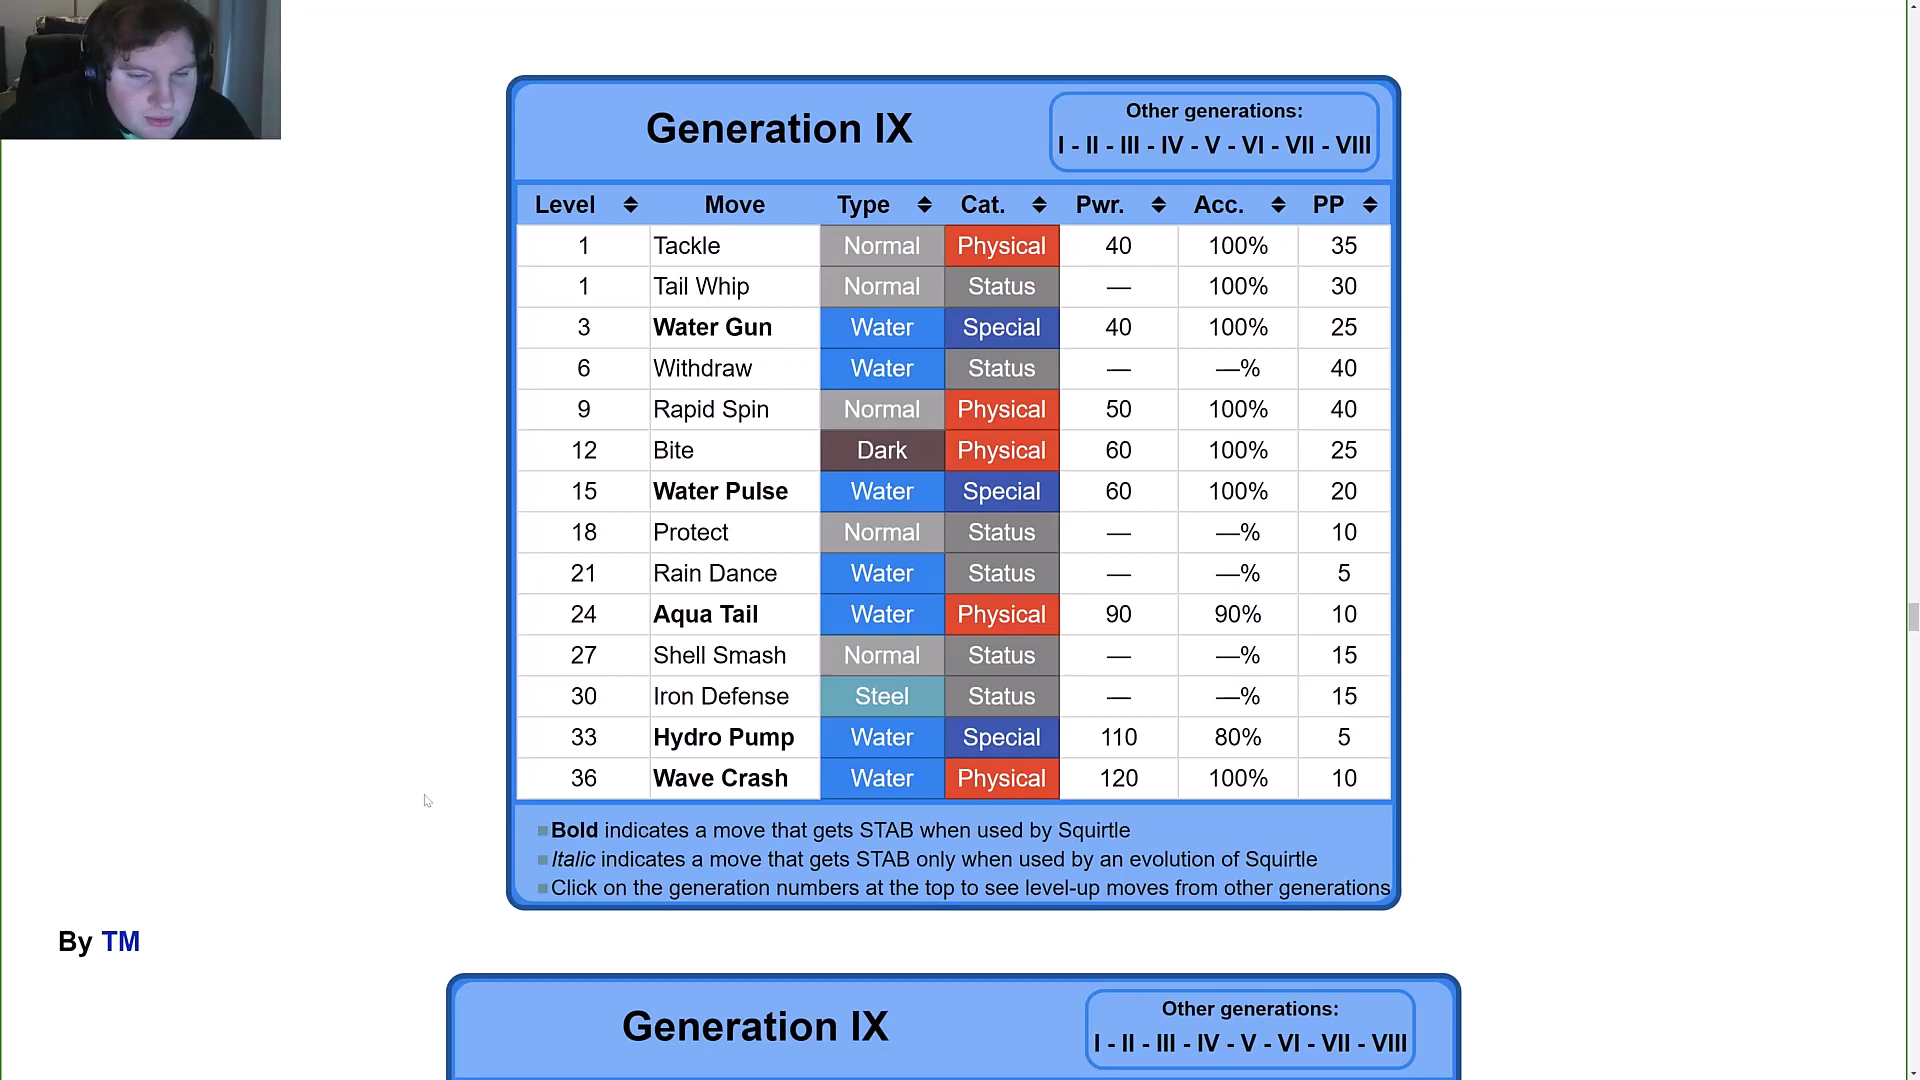 Generation IX
Other generations:
I - II - III - IV - V - VI - VII - VIII
Level Move Type Cat. Pwr. Acc. PP
1 Tackle Normal Physical 40 100% 35
1 Tail Whip Normal Status — 100% 30
3 Water Gun Water Special 40 100% 25
6 Withdraw Water Status — —% 40
9 Rapid Spin Normal Physical 50 100% 40
12 Bite Dark Physical 60 100% 25
15 Water Pulse Water Special 60 100% 20
18 Protect Normal Status — —% 10
21 Rain Dance Water Status — —% 5
24 Aqua Tail Water Physical 90 90% 10
27 Shell Smash Normal Status — —% 15
30 Iron Defense Steel Status — —% 15
33 Hydro Pump Water Special 110 80% 5
36 Wave Crash Water Physical 120 100% 10
Bold indicates a move that gets STAB when used by Squirtle
Italic indicates a move that gets STAB only when used by an evolution of Squirtle
Click on the generation numbers at the top to see level-up moves from other generations
By TM
Generation IX
Other generations:
I - II - III - IV - V - VI - VII - VIII